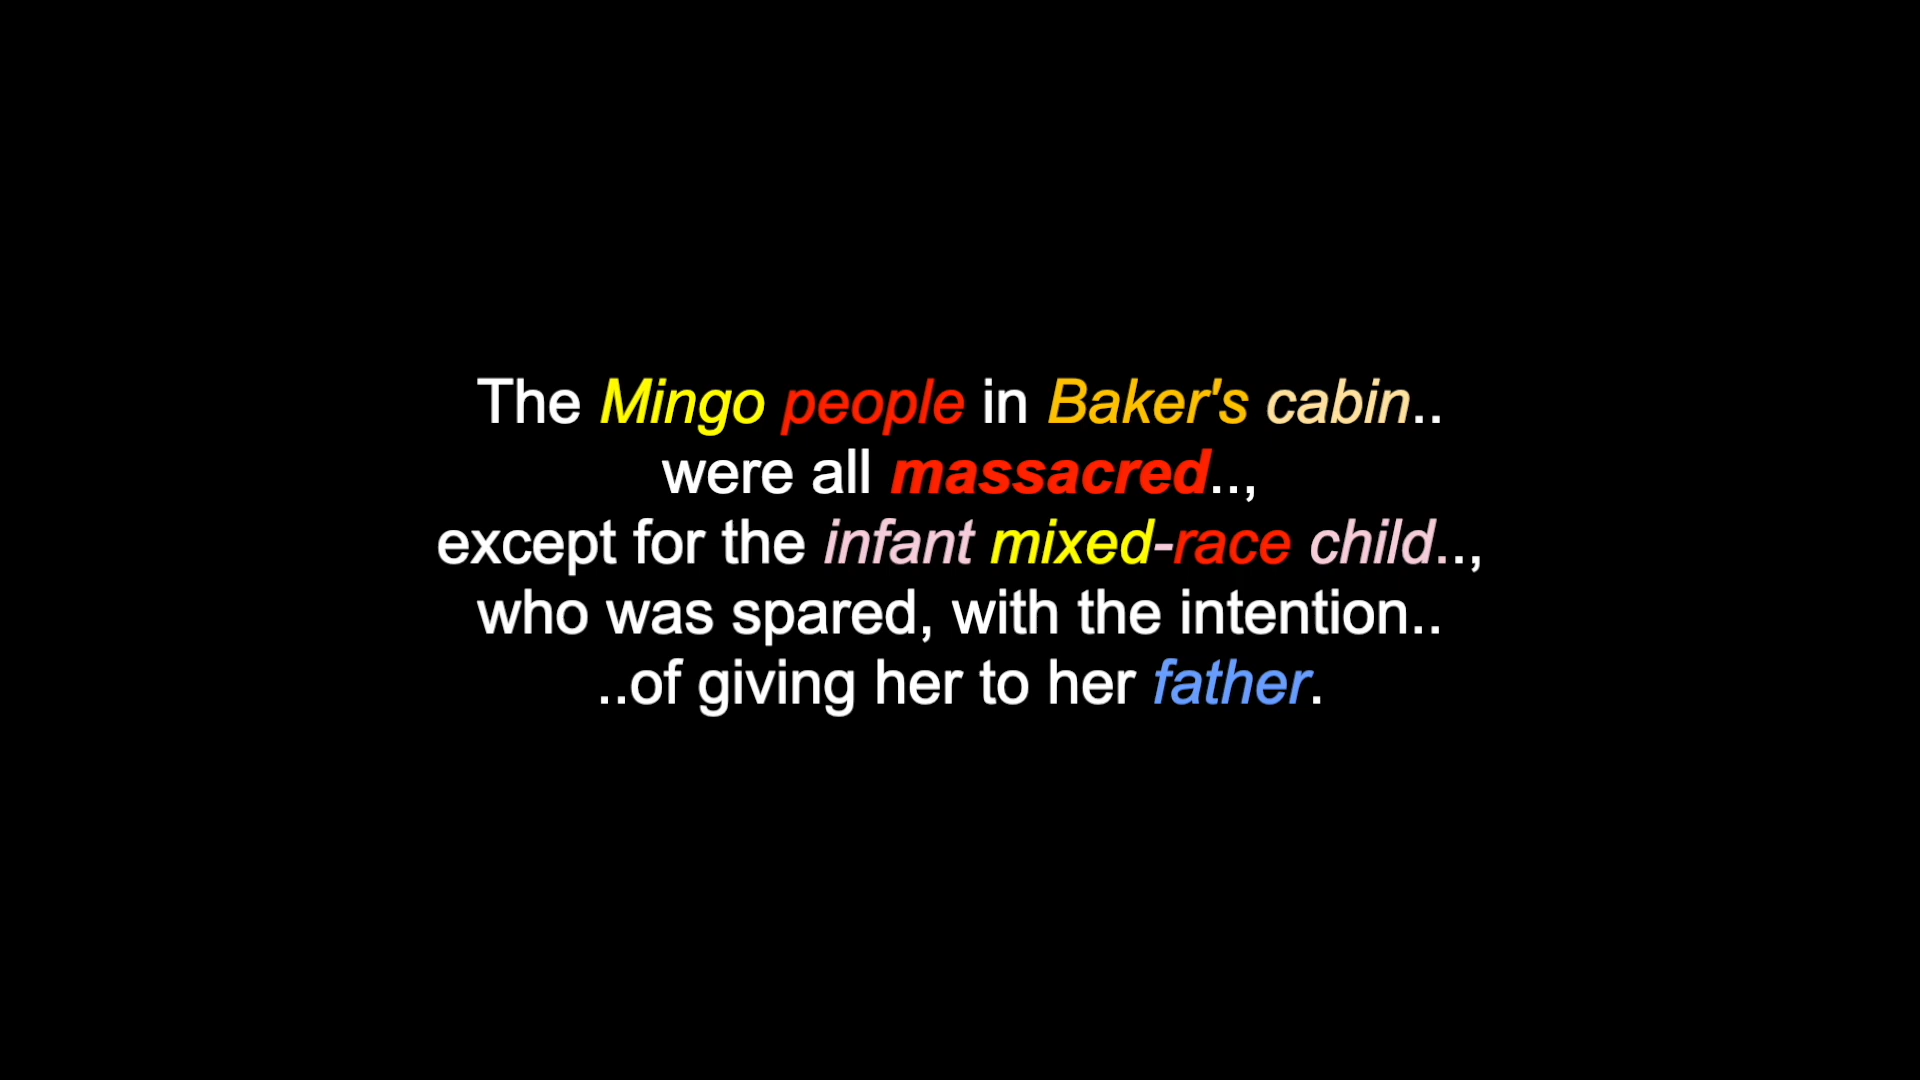 The Mingo people in Baker's cabin..
were all massacred..,
except for the infant mixed-race child..,
who was spared, with the intention..
..of giving her to her father.